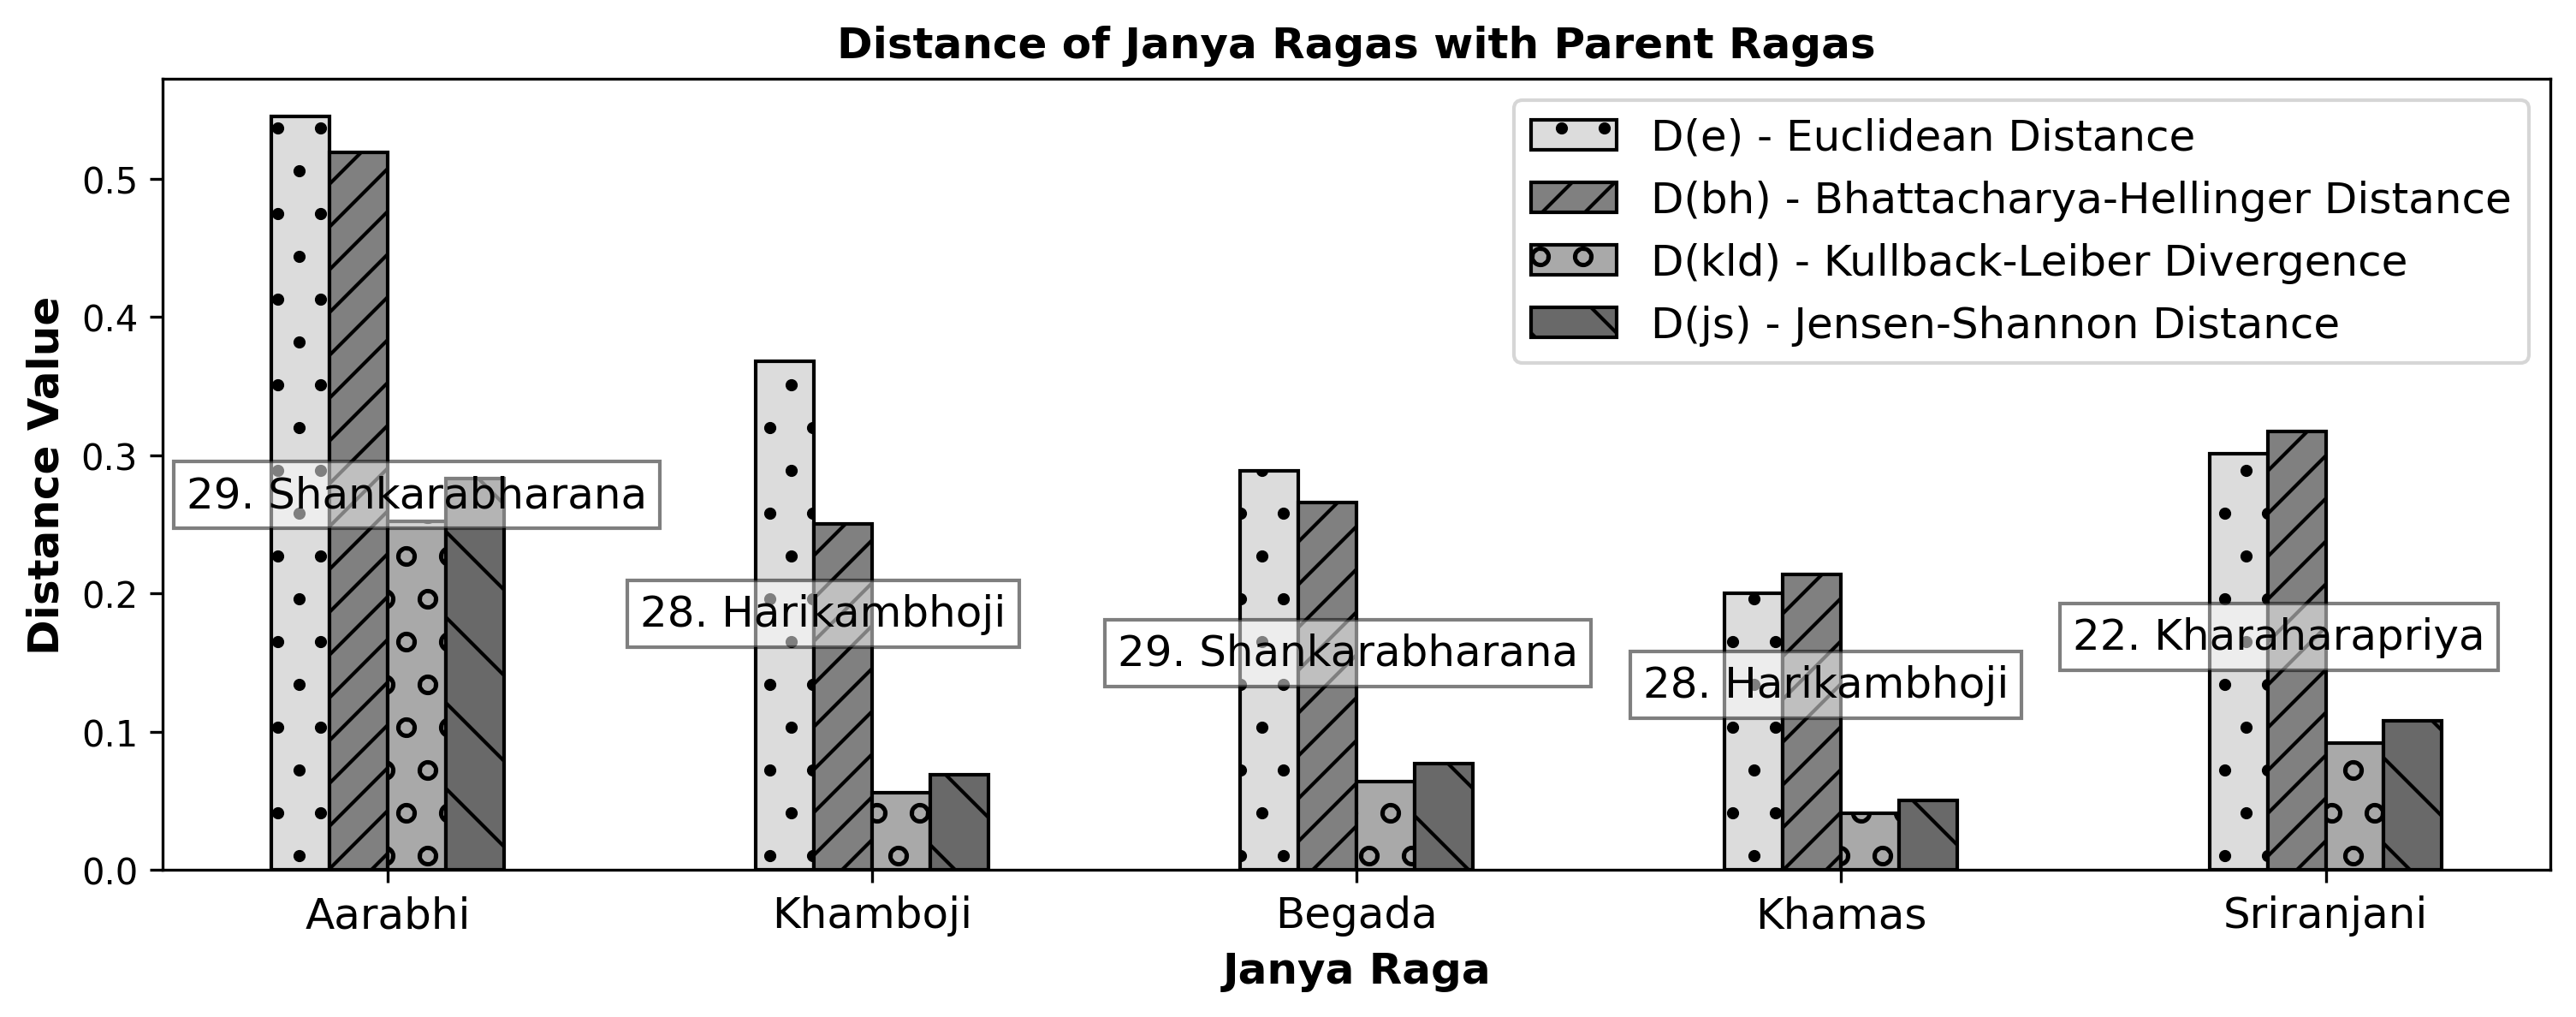 Distance of Janya Ragas with Parent Ragas
D(e) - Euclidean Distance
D(bh) - Bhattacharya-Hellinger Distance
D(kld) - Kullback-Leiber Divergence
D(js) - Jensen-Shannon Distance
Distance Value
0.5
0.4
0.3
0.2
0.1
0.0
29. Shankarabharana
28. Harikambhoji
29. Shankarabharana
28. Harikambhoji
22. Kharaharapriya
Aarabhi
Khamboji
Begada
Khamas
Sriranjani
Janya Raga